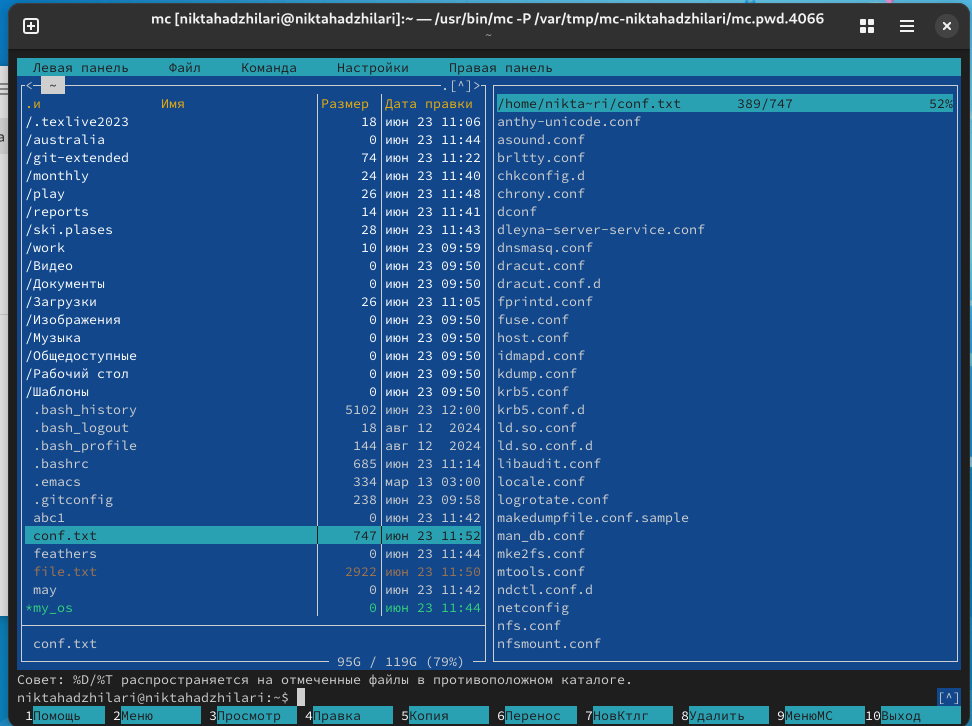 mc [niktahadzhilari@niktahadzhilari]:~ — /usr/bin/mc -P /var/tmp/mc-niktahadzhilari/mc.pwd.4066
~
Левая панель Файл Команда Настройки Правая панель
<─ ~ .[^]>
.и Имя Размер Дата правки
/.texlive2023 18 июн 23 11:06
/australia 0 июн 23 11:44
/git-extended 74 июн 23 11:22
/monthly 24 июн 23 11:40
/play 26 июн 23 11:48
/reports 14 июн 23 11:41
/ski.plases 28 июн 23 11:43
/work 10 июн 23 09:59
/Видео 0 июн 23 09:50
/Документы 0 июн 23 09:50
/Загрузки 26 июн 23 11:05
/Изображения 0 июн 23 09:50
/Музыка 0 июн 23 09:50
/Общедоступные 0 июн 23 09:50
/Рабочий стол 0 июн 23 09:50
/Шаблоны 0 июн 23 09:50
.bash_history 5102 июн 23 12:00
.bash_logout 18 авг 12 2024
.bash_profile 144 авг 12 2024
.bashrc 685 июн 23 11:14
.emacs 334 мар 13 03:00
.gitconfig 238 июн 23 09:58
abc1 0 июн 23 11:42
conf.txt 747 июн 23 11:52
feathers 0 июн 23 11:44
file.txt 2922 июн 23 11:50
may 0 июн 23 11:42
*my_os 0 июн 23 11:44
conf.txt
95G / 119G (79%)
/home/nikta~ri/conf.txt 389/747 52%
anthy-unicode.conf
asound.conf
brltty.conf
chkconfig.d
chrony.conf
dconf
dleyna-server-service.conf
dnsmasq.conf
dracut.conf
dracut.conf.d
fprintd.conf
fuse.conf
host.conf
idmapd.conf
kdump.conf
krb5.conf
krb5.conf.d
ld.so.conf
ld.so.conf.d
libaudit.conf
locale.conf
logrotate.conf
makedumpfile.conf.sample
man_db.conf
mke2fs.conf
mtools.conf
ndctl.conf.d
netconfig
nfs.conf
nfsmount.conf
Совет: %D/%T распространяется на отмеченные файлы в противоположном каталоге.
niktahadzhilari@niktahadzhilari:~$ [^]
1Помощь 2Меню 3Просмотр 4Правка 5Копия 6Перенос 7НовКтлг 8Удалить 9МенюМС 10Выход